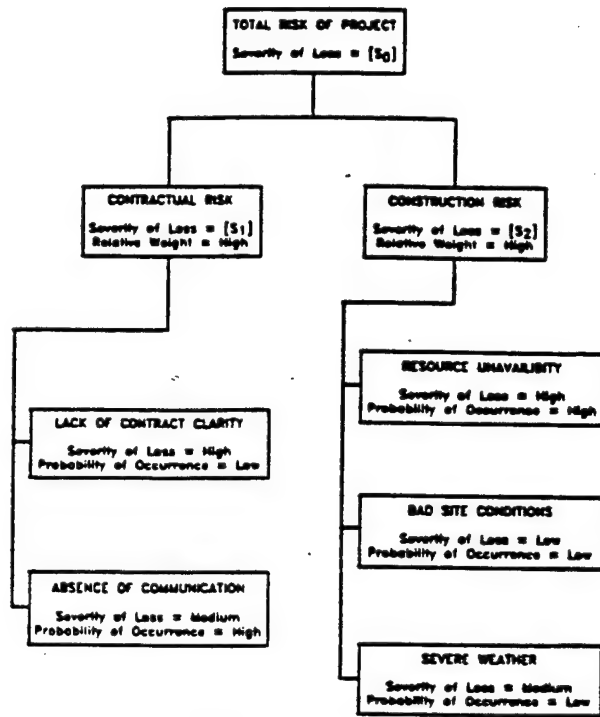 TOTAL RISK OF PROJECT
Severity of Loss = [S0]
CONTRACTUAL RISK
Severity of Loss = [S1]
Relative Weight = High
CONSTRUCTION RISK
Severity of Loss = [S2]
Relative Weight = High
LACK OF CONTRACT CLARITY
Severity of Loss = High
Probability of Occurrence = Low
ABSENCE OF COMMUNICATION
Severity of Loss = Medium
Probability of Occurrence = High
RESOURCE UNAVAILIBITY
Severity of Loss = High
Probability of Occurrence = High
BAD SITE CONDITIONS
Severity of Loss = Low
Probability of Occurrence = Low
SEVERE WEATHER
Severity of Loss = Medium
Probability of Occurrence = Low